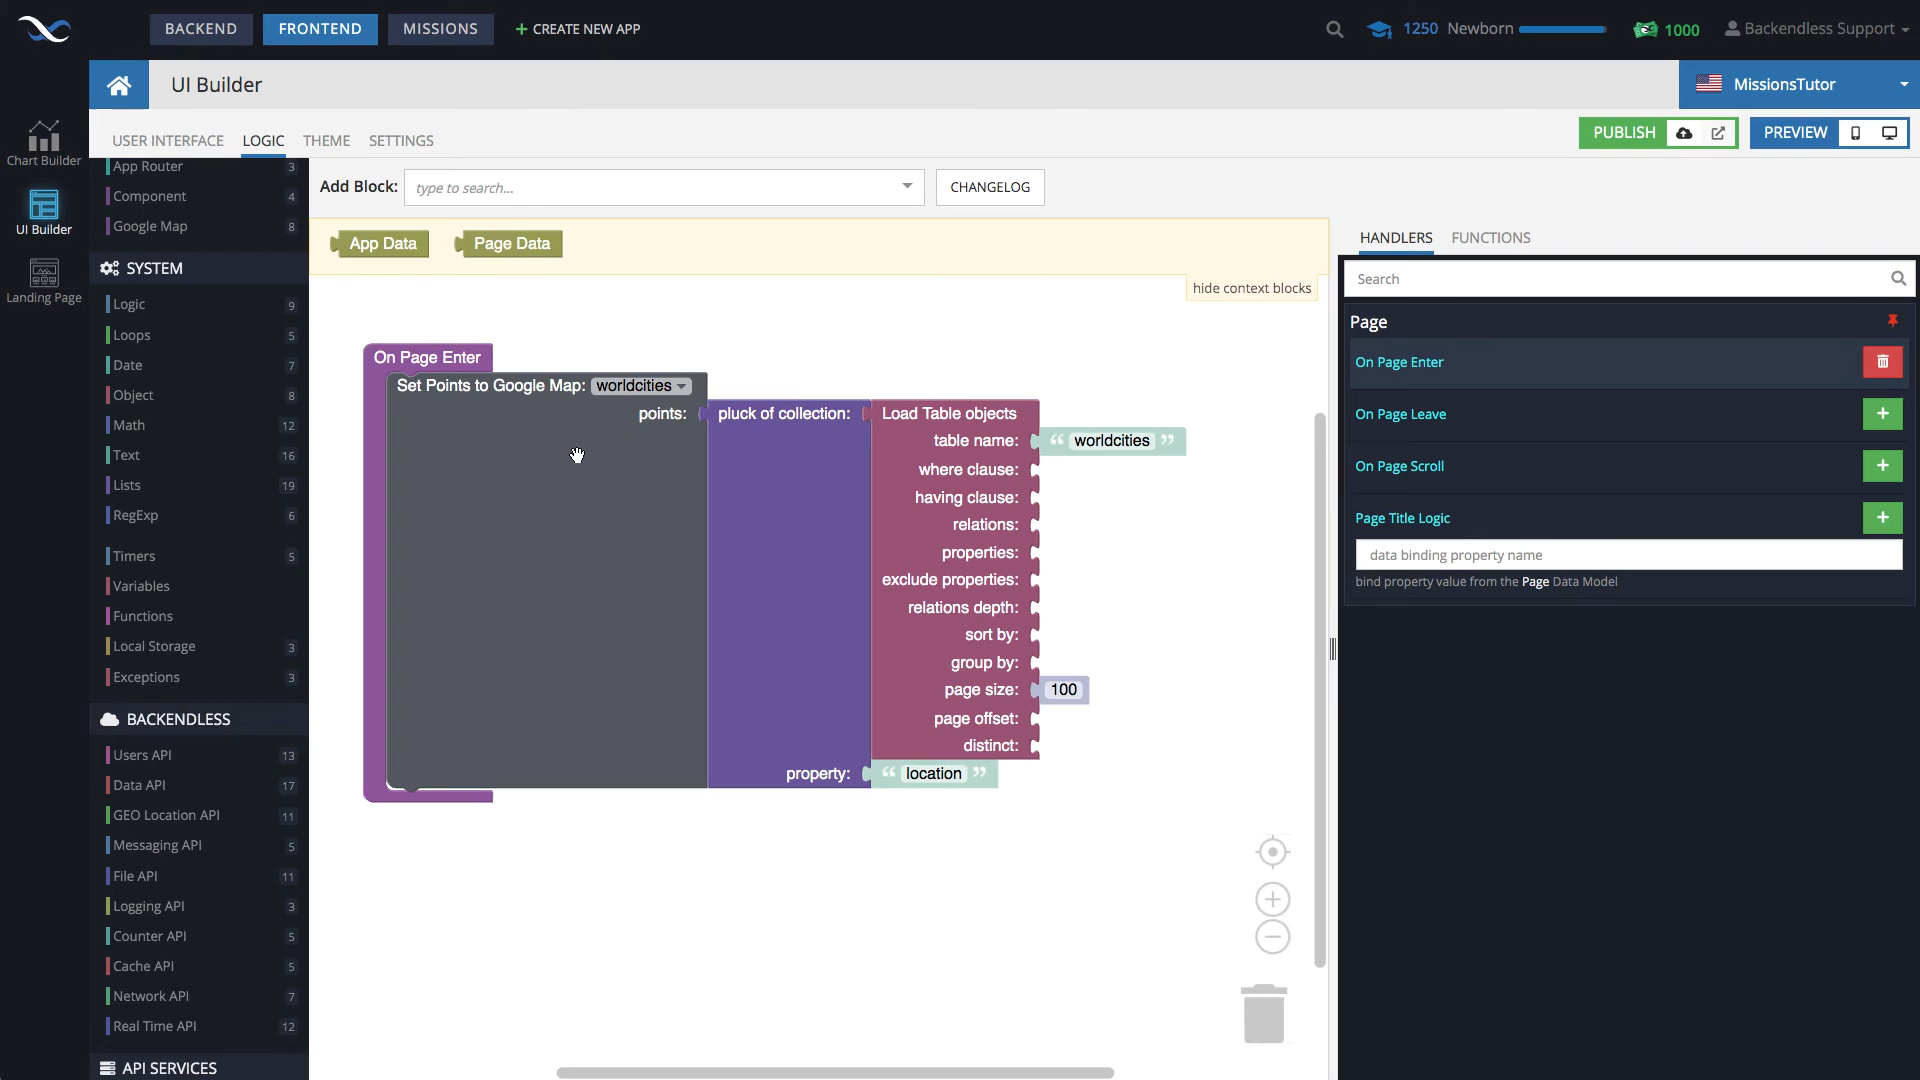 BACKEND
FRONTEND
MISSIONS
+ CREATE NEW APP
1250 Newborn
1000
Backendless Support
UI Builder
MissionsTutor
USER INTERFACE
LOGIC
THEME
SETTINGS
PUBLISH
PREVIEW
Chart Builder
UI Builder
Landing Page
App Router 3
Component 4
Google Map 8
SYSTEM
Logic 9
Loops 5
Date 7
Object 8
Math 12
Text 16
Lists 19
RegExp 6
Timers 5
Variables
Functions
Local Storage 3
Exceptions 3
BACKENDLESS
Users API 13
Data API 17
GEO Location API 11
Messaging API 5
File API 11
Logging API 3
Counter API 5
Cache API 5
Network API 7
Real Time API 12
API SERVICES
Add Block: type to search...
CHANGELOG
App Data
Page Data
hide context blocks
On Page Enter
Set Points to Google Map: worldcities
points:
pluck of collection:
Load Table objects
table name: “ worldcities ”
where clause:
having clause:
relations:
properties:
exclude properties:
relations depth:
sort by:
group by:
page size: 100
page offset:
distinct:
property: “ location ”
HANDLERS
FUNCTIONS
Search
Page
On Page Enter
On Page Leave
On Page Scroll
Page Title Logic
data binding property name
bind property value from the Page Data Model